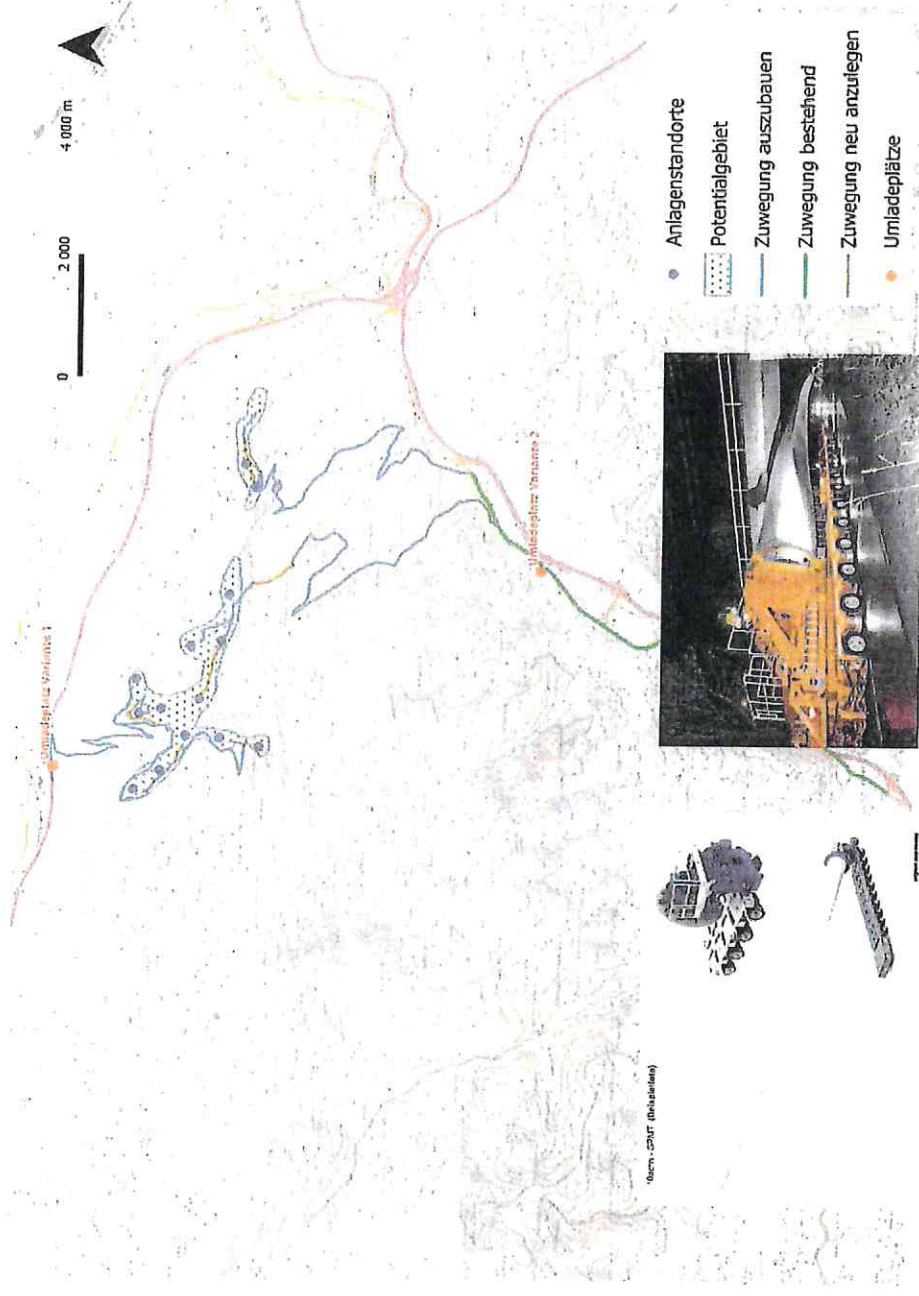 Umladeplatz Variante 1
Umladeplatz Variante 2
0
2 000
4 000 m
Anlagenstandorte
Potentialgebiet
Zuwegung auszubauen
Zuwegung bestehend
Zuwegung neu anzulegen
Umladeplätze